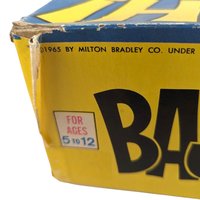 ©1965 BY MILTON BRADLEY CO. UNDER
FOR
AGES
5 TO 12
BA